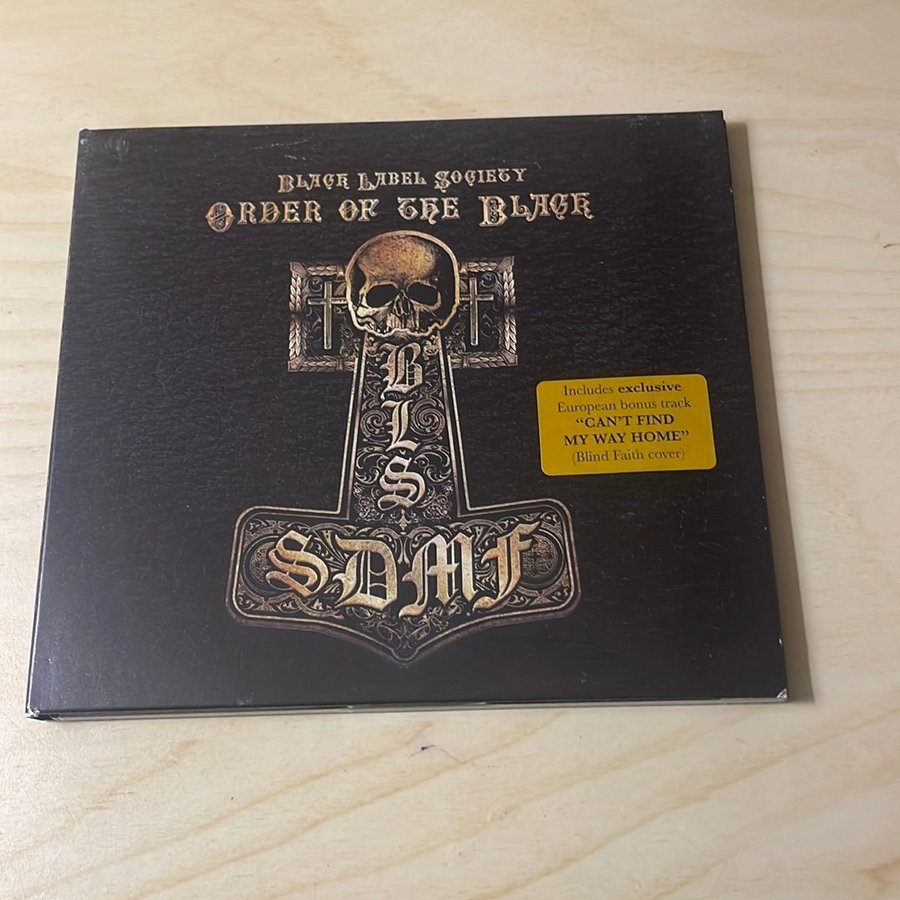 Black Label Society
Order of the Black
B
L
S
SDMF
Includes exclusive
European bonus track
“CAN’T FIND
MY WAY HOME”
(Blind Faith cover)